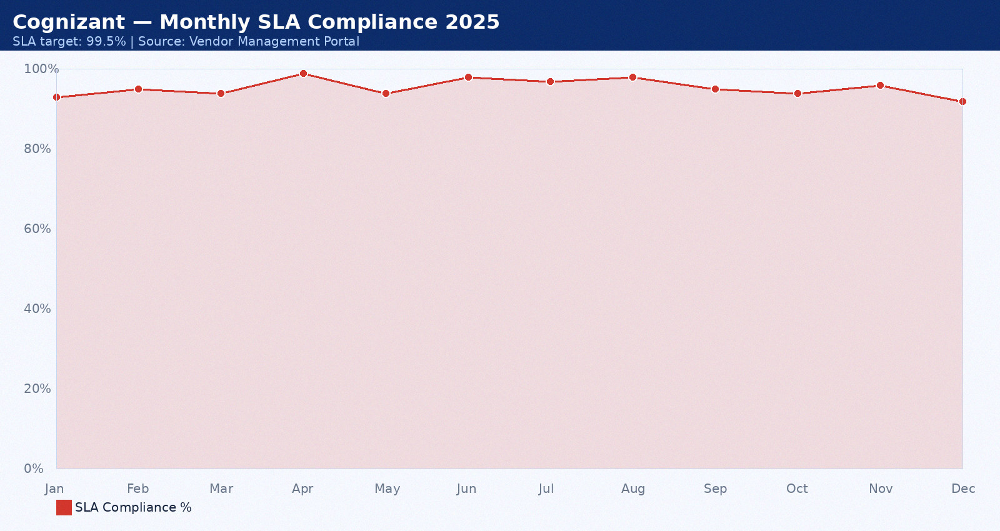 Cognizant — Monthly SLA Compliance 2025
SLA target: 99.5% | Source: Vendor Management Portal
100%
80%
60%
40%
20%
0%
Jan Feb Mar Apr May Jun Jul Aug Sep Oct Nov Dec
SLA Compliance %